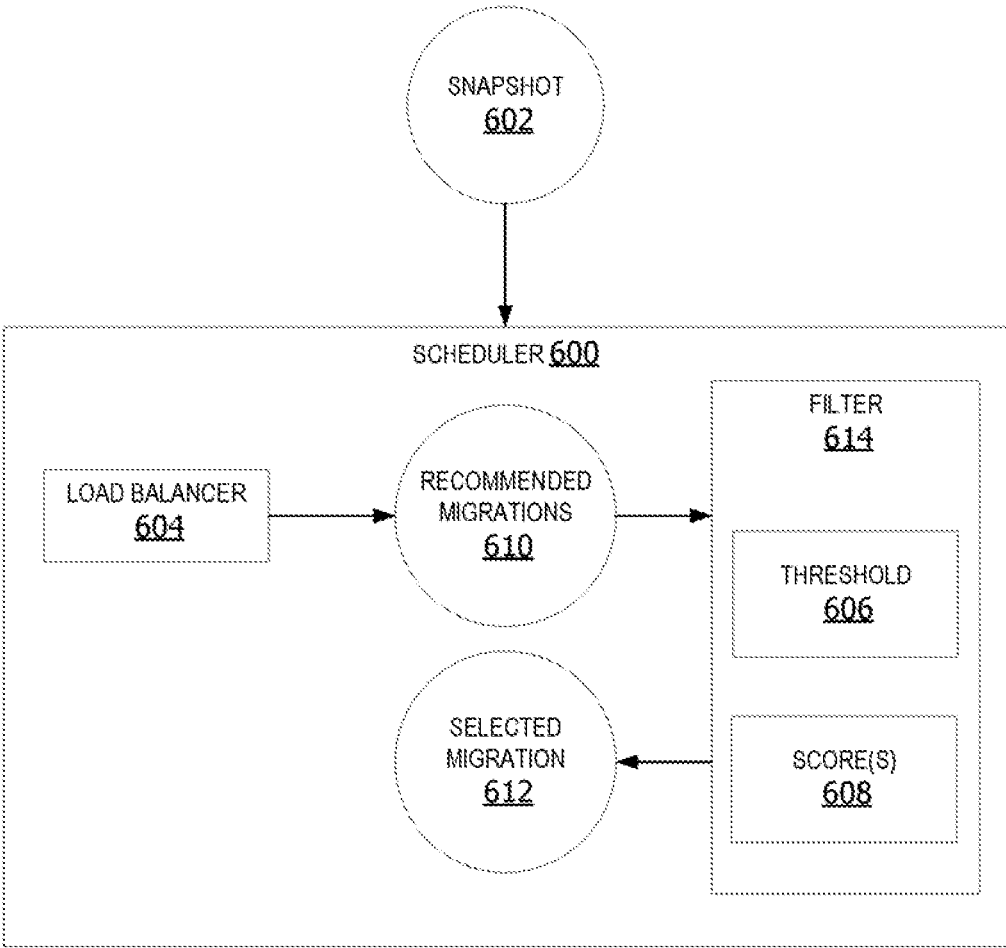 SNAPSHOT
602
SCHEDULER 600
FILTER
614
LOAD BALANCER
604
RECOMMENDED
MIGRATIONS
610
THRESHOLD
606
SELECTED
MIGRATION
612
SCORE(S)
608